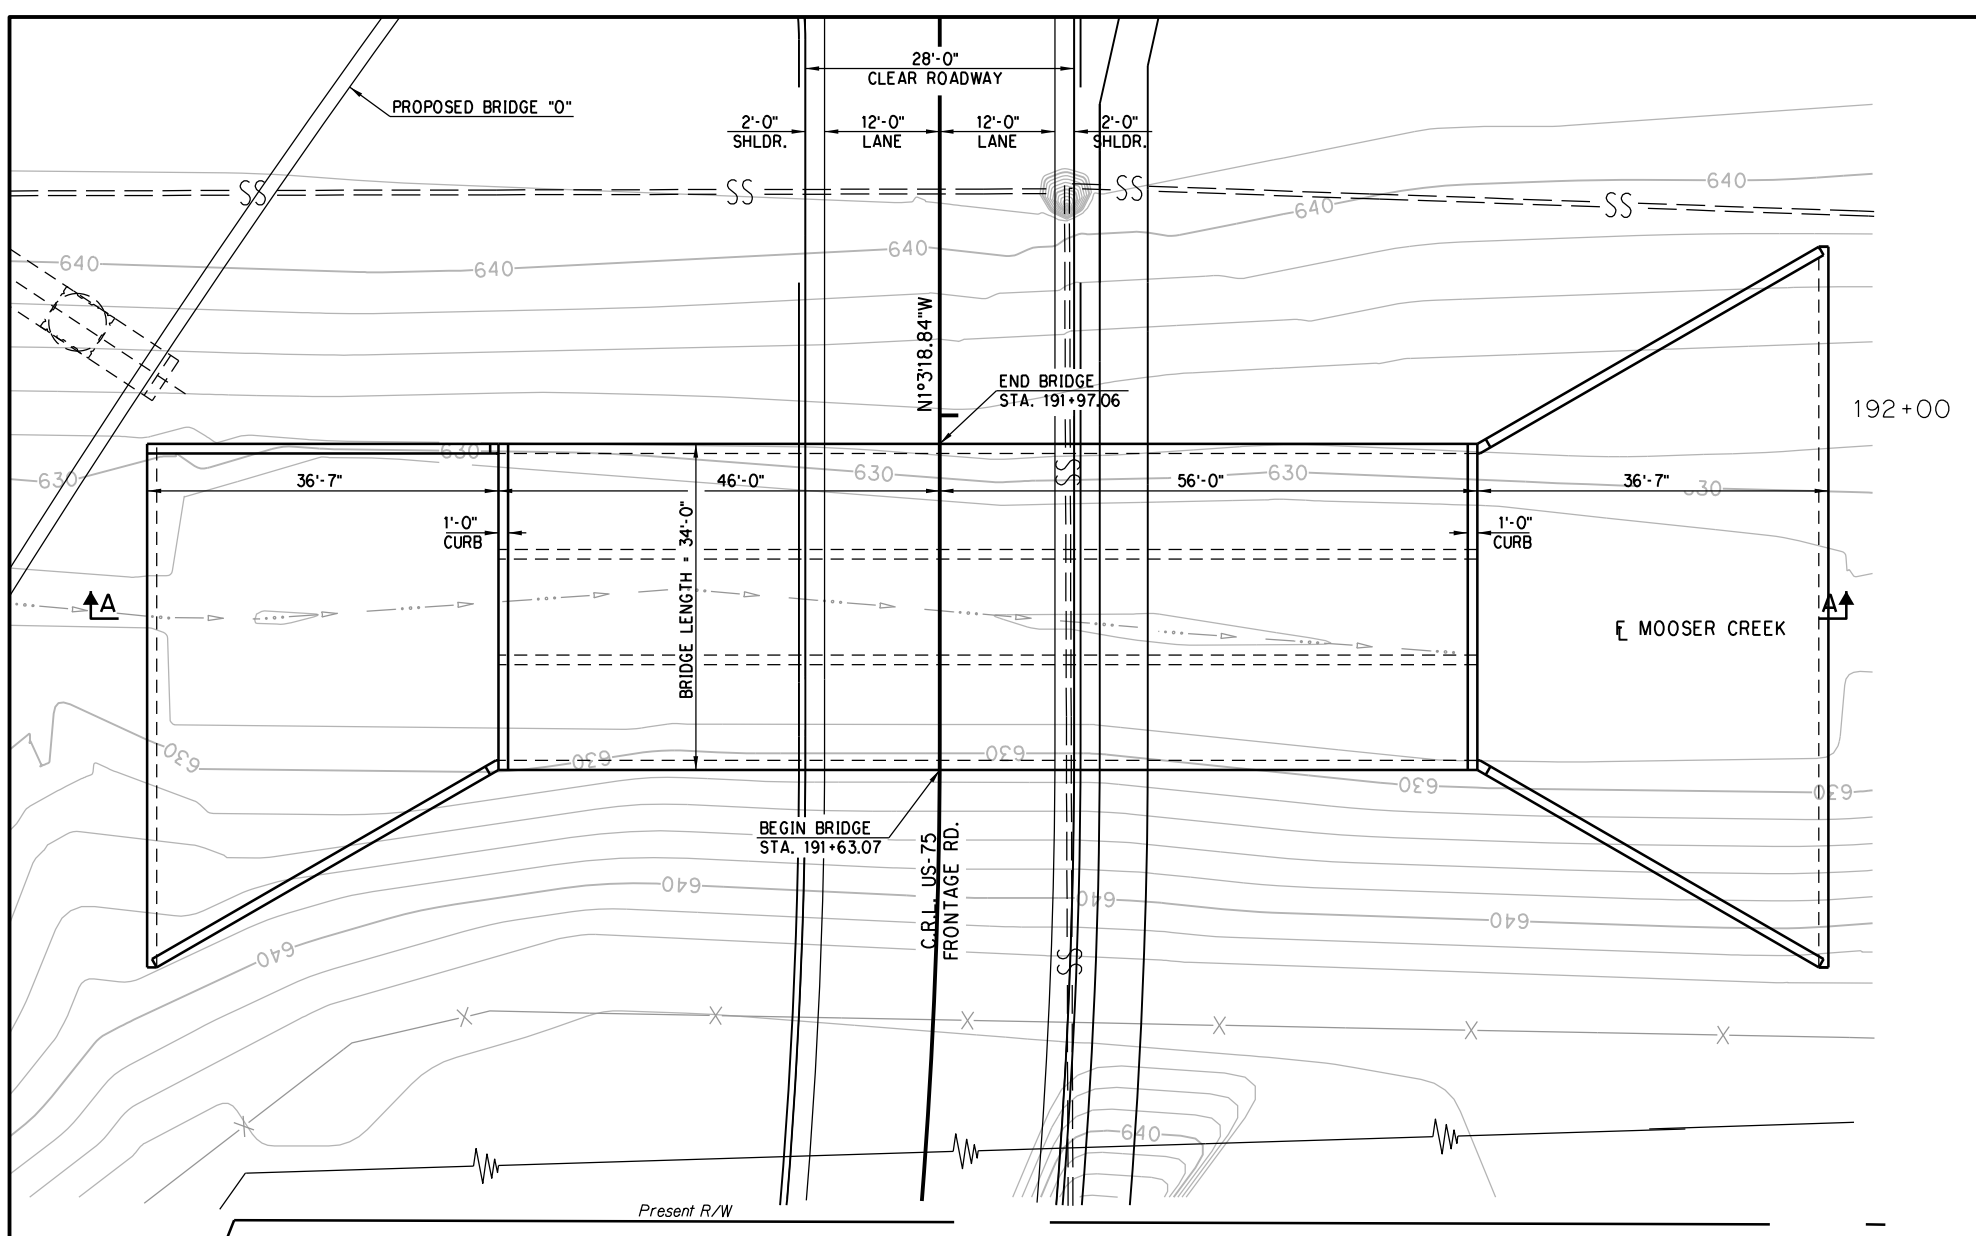 28'-0"
CLEAR ROADWAY
PROPOSED BRIDGE "O"
2'-0"
SHLDR.
12'-0"
LANE
12'-0"
LANE
2'-0"
SHLDR.
SS
SS
SS
SS
640
640
640
640
640
N1°3'18.84"W
END BRIDGE
STA. 191+97.06
192+00
630
630
630
630
630
36'-7"
46'-0"
56'-0"
36'-7"
SS
1'-0"
CURB
1'-0"
CURB
BRIDGE LENGTH = 34'-0"
A
A
℄ MOOSER CREEK
630
630
630
630
630
BEGIN BRIDGE
STA. 191+63.07
C.R.L. US-75
FRONTAGE RD.
640
640
640
640
SS
640
Present R/W